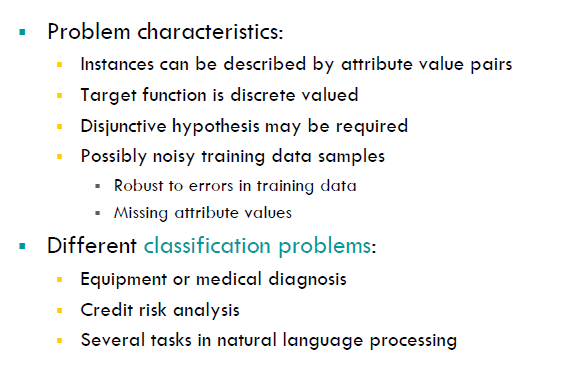 Problem characteristics:
Instances can be described by attribute value pairs
Target function is discrete valued
Disjunctive hypothesis may be required
Possibly noisy training data samples
Robust to errors in training data
Missing attribute values
Different classification problems:
Equipment or medical diagnosis
Credit risk analysis
Several tasks in natural language processing